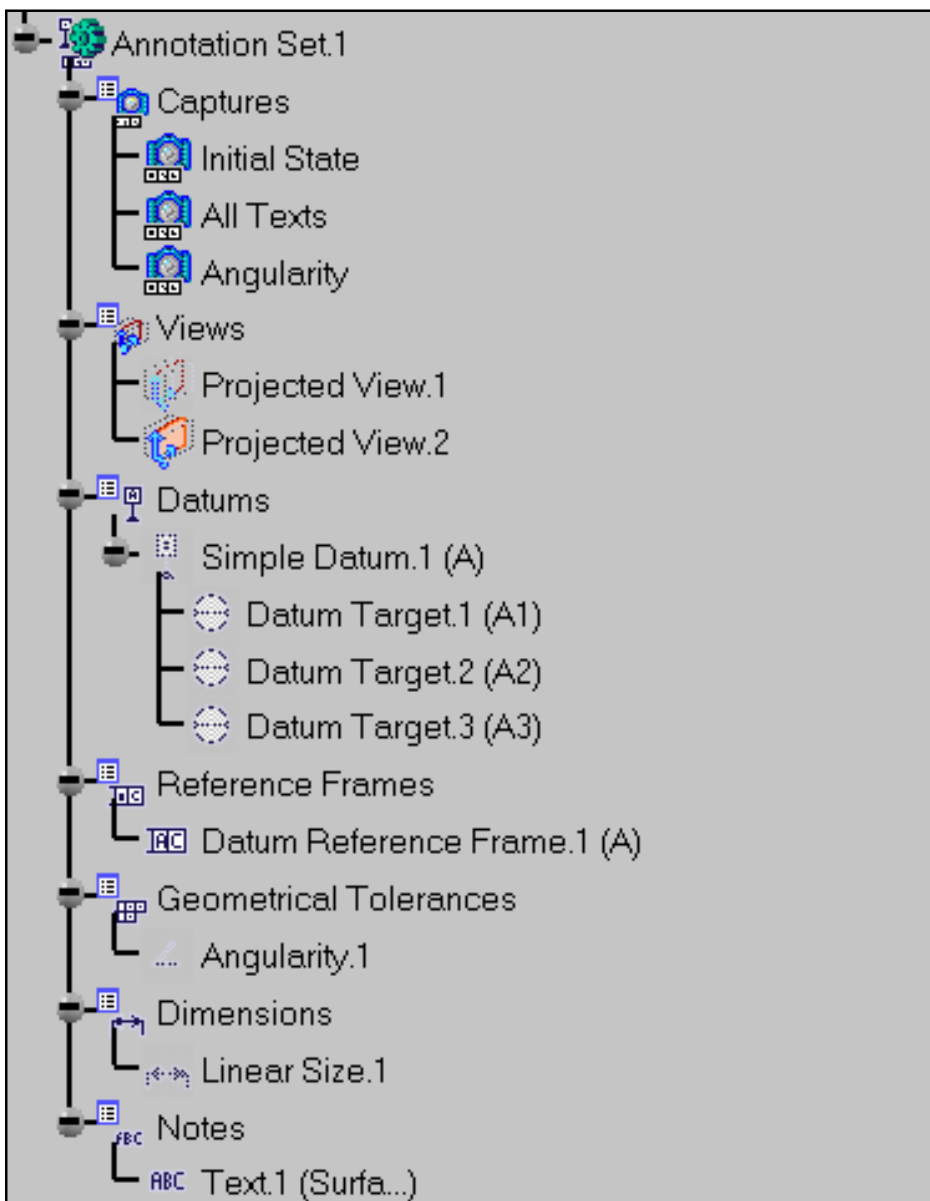 Annotation Set.1
Captures
Initial State
All Texts
Angularity
Views
Projected View.1
Projected View.2
Datums
Simple Datum.1 (A)
Datum Target.1 (A1)
Datum Target.2 (A2)
Datum Target.3 (A3)
Reference Frames
Datum Reference Frame.1 (A)
Geometrical Tolerances
Angularity.1
Dimensions
Linear Size.1
Notes
ABC Text.1 (Surfa...)